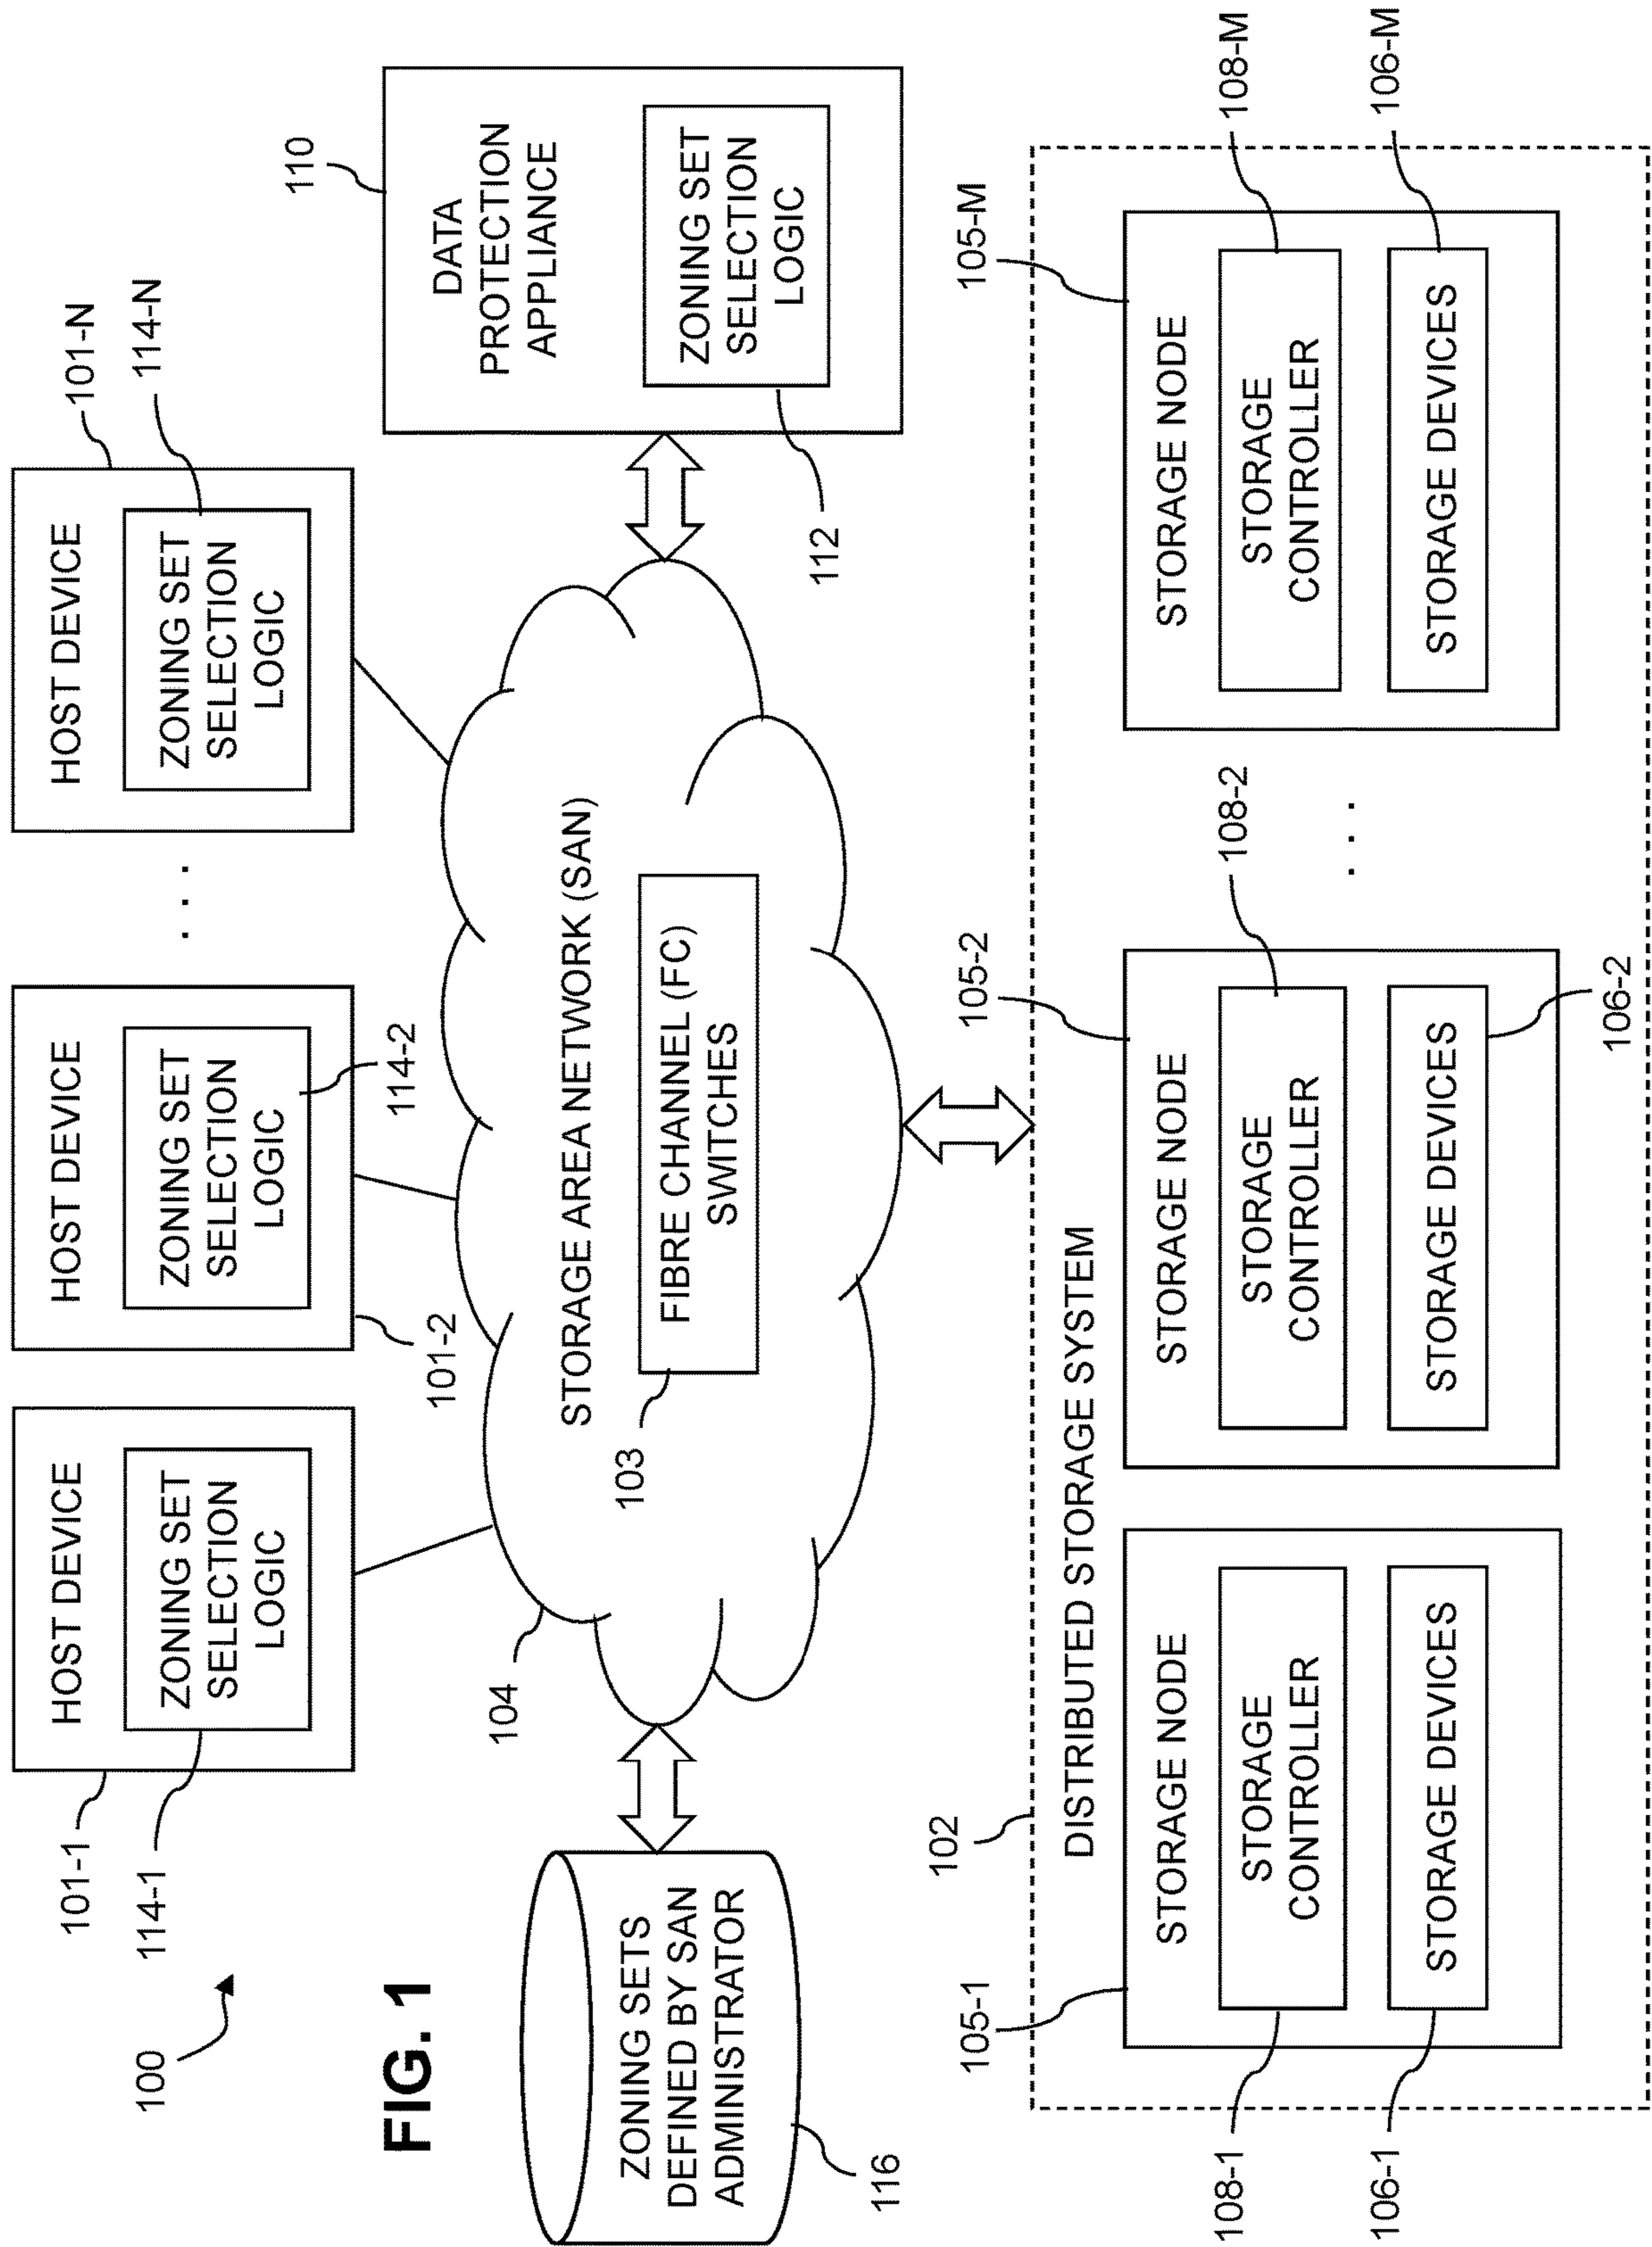 FIG. 1
100
101-1
HOST DEVICE
ZONING SET
SELECTION
LOGIC
114-1
HOST DEVICE
ZONING SET
SELECTION
LOGIC
101-2
114-2
. . .
101-N
HOST DEVICE
ZONING SET
SELECTION
LOGIC
114-N
104
STORAGE AREA NETWORK (SAN)
FIBRE CHANNEL (FC)
SWITCHES
103
110
DATA
PROTECTION
APPLIANCE
ZONING SET
SELECTION
LOGIC
112
ZONING SETS
DEFINED BY SAN
ADMINISTRATOR
116
102
DISTRIBUTED STORAGE SYSTEM
105-1
STORAGE NODE
STORAGE
CONTROLLER
STORAGE DEVICES
108-1
106-1
105-2
STORAGE NODE
STORAGE
CONTROLLER
STORAGE DEVICES
108-2
106-2
. . .
105-M
STORAGE NODE
STORAGE
CONTROLLER
STORAGE DEVICES
108-M
106-M